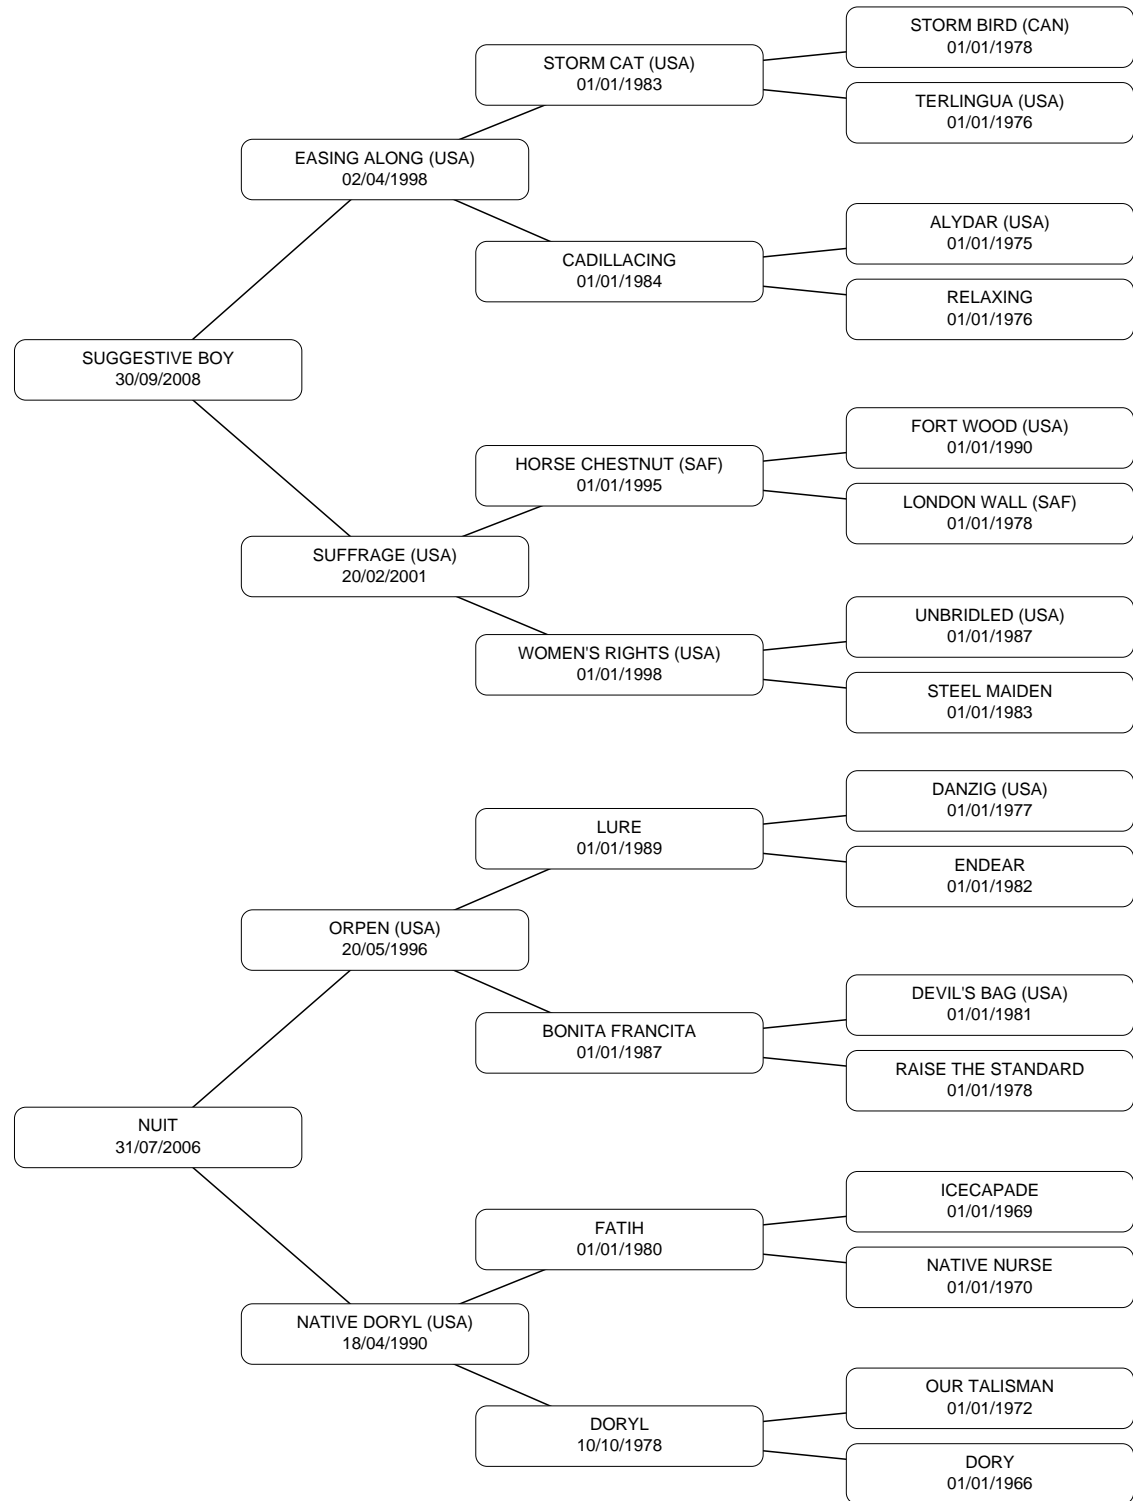 STORM BIRD (CAN)
01/01/1978
STORM CAT (USA)
01/01/1983
TERLINGUA (USA)
01/01/1976
EASING ALONG (USA)
02/04/1998
ALYDAR (USA)
01/01/1975
CADILLACING
01/01/1984
RELAXING
01/01/1976
SUGGESTIVE BOY
30/09/2008
FORT WOOD (USA)
01/01/1990
HORSE CHESTNUT (SAF)
01/01/1995
LONDON WALL (SAF)
01/01/1978
SUFFRAGE (USA)
20/02/2001
UNBRIDLED (USA)
01/01/1987
WOMEN'S RIGHTS (USA)
01/01/1998
STEEL MAIDEN
01/01/1983
DANZIG (USA)
01/01/1977
LURE
01/01/1989
ENDEAR
01/01/1982
ORPEN (USA)
20/05/1996
DEVIL'S BAG (USA)
01/01/1981
BONITA FRANCITA
01/01/1987
RAISE THE STANDARD
01/01/1978
NUIT
31/07/2006
ICECAPADE
01/01/1969
FATIH
01/01/1980
NATIVE NURSE
01/01/1970
NATIVE DORYL (USA)
18/04/1990
OUR TALISMAN
01/01/1972
DORYL
10/10/1978
DORY
01/01/1966